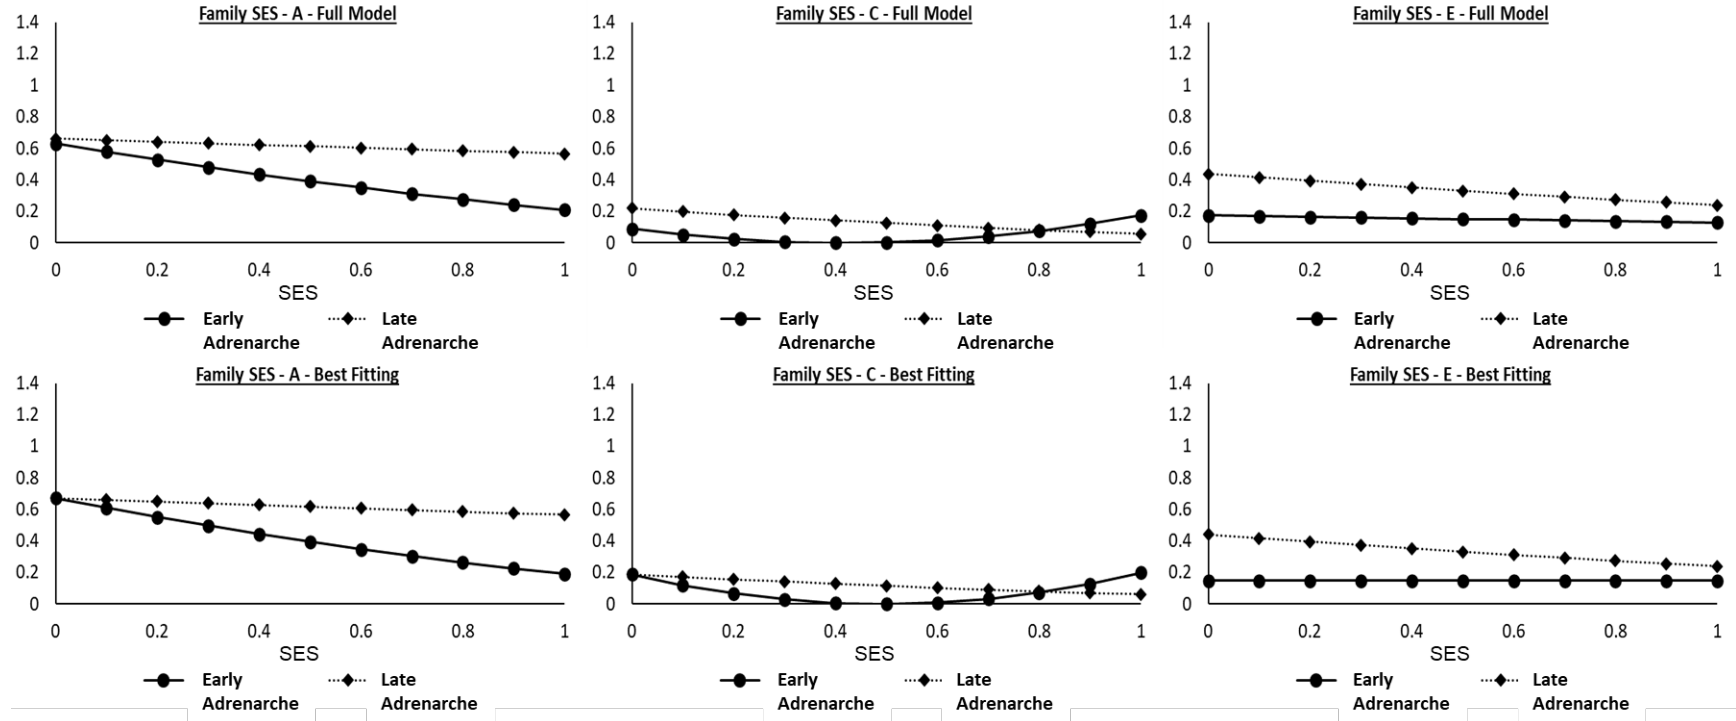 Family SES - A - Full Model
1.4
1.2
1
0.8
0.6
0.4
0.2
0
0 0.2 0.4 0.6 0.8 1
SES
Early Adrenarche
Late Adrenarche
Family SES - C - Full Model
1.4
1.2
1
0.8
0.6
0.4
0.2
0
0 0.2 0.4 0.6 0.8 1
SES
Early Adrenarche
Late Adrenarche
Family SES - E - Full Model
1.4
1.2
1
0.8
0.6
0.4
0.2
0
0 0.2 0.4 0.6 0.8 1
SES
Early Adrenarche
Late Adrenarche
Family SES - A - Best Fitting
1.4
1.2
1
0.8
0.6
0.4
0.2
0
0 0.2 0.4 0.6 0.8 1
SES
Early Adrenarche
Late Adrenarche
Family SES - C - Best Fitting
1.4
1.2
1
0.8
0.6
0.4
0.2
0
0 0.2 0.4 0.6 0.8 1
SES
Early Adrenarche
Late Adrenarche
Family SES - E - Best Fitting
1.4
1.2
1
0.8
0.6
0.4
0.2
0
0 0.2 0.4 0.6 0.8 1
SES
Early Adrenarche
Late Adrenarche